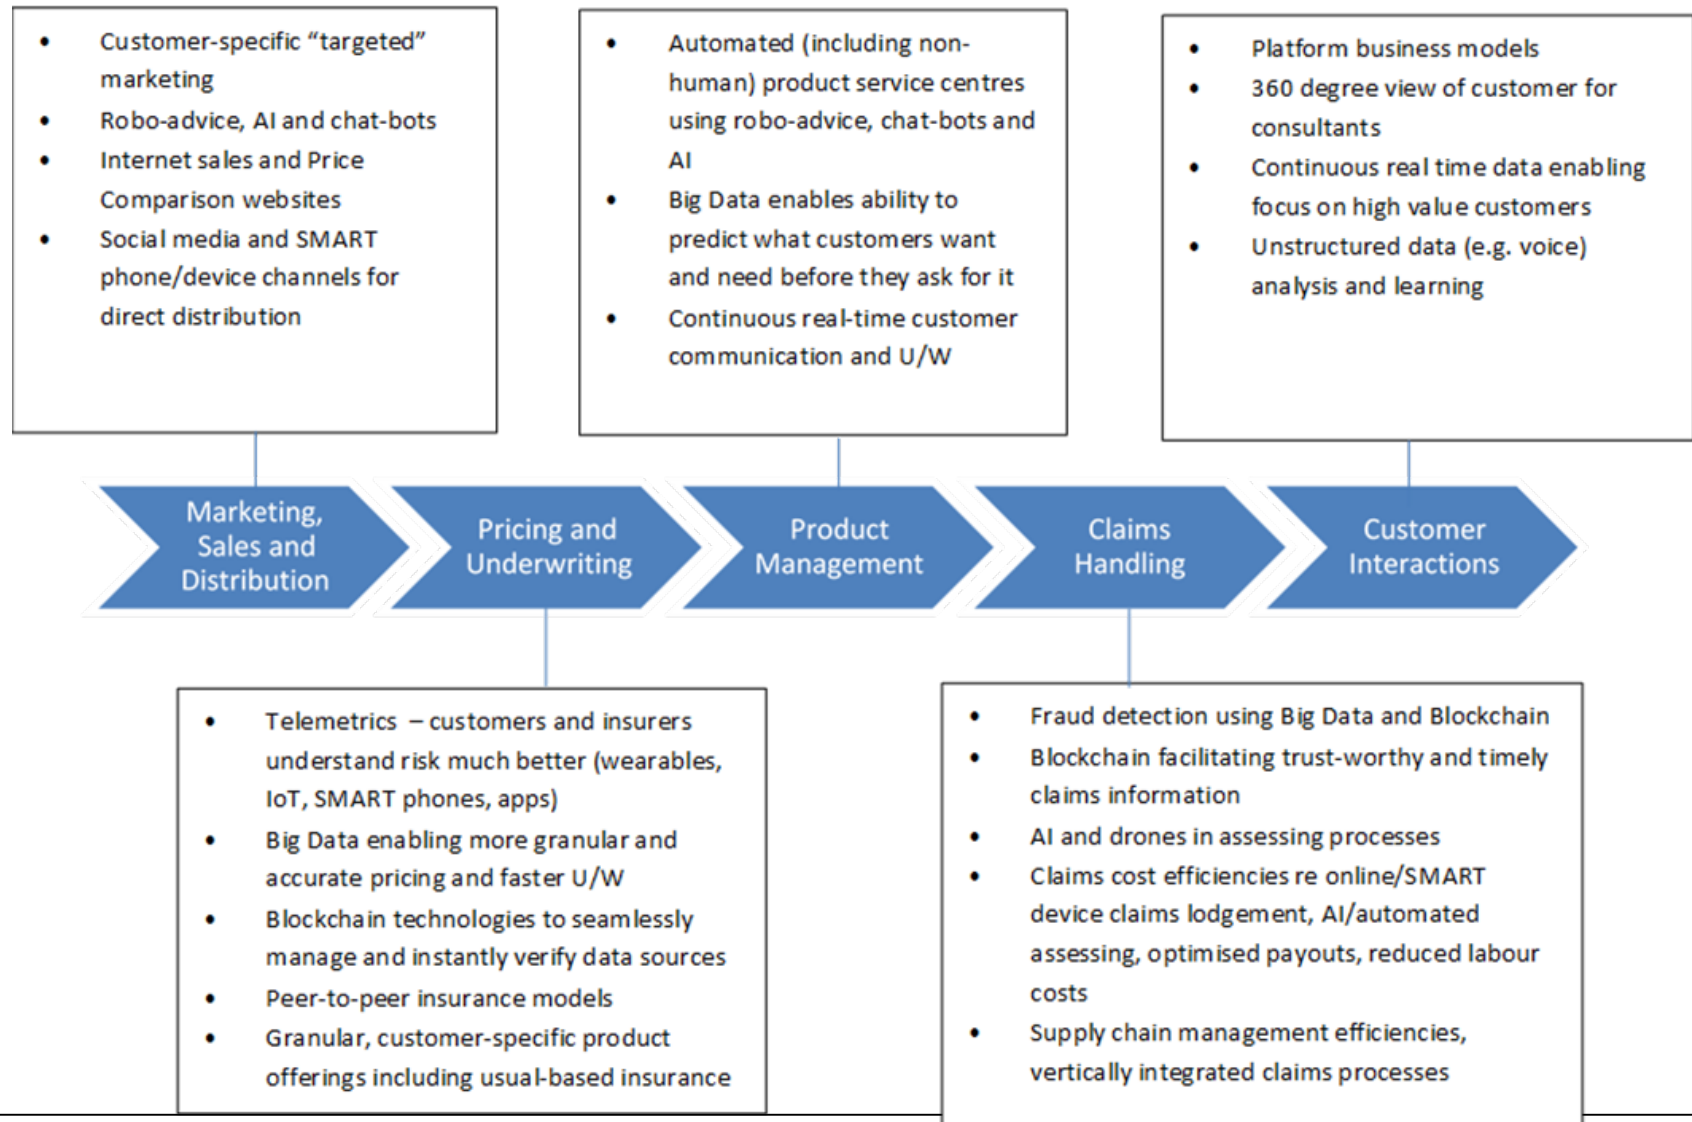 • Customer-specific “targeted”
marketing
• Robo-advice, AI and chat-bots
• Internet sales and Price
Comparison websites
• Social media and SMART
phone/device channels for
direct distribution
• Automated (including non-
human) product service centres
using robo-advice, chat-bots and
AI
• Big Data enables ability to
predict what customers want
and need before they ask for it
• Continuous real-time customer
communication and U/W
• Platform business models
• 360 degree view of customer for
consultants
• Continuous real time data enabling
focus on high value customers
• Unstructured data (e.g. voice)
analysis and learning
Marketing,
Sales and
Distribution
Pricing and
Underwriting
Product
Management
Claims
Handling
Customer
Interactions
• Telemetrics – customers and insurers
understand risk much better (wearables,
IoT, SMART phones, apps)
• Big Data enabling more granular and
accurate pricing and faster U/W
• Blockchain technologies to seamlessly
manage and instantly verify data sources
• Peer-to-peer insurance models
• Granular, customer-specific product
offerings including usual-based insurance
• Fraud detection using Big Data and Blockchain
• Blockchain facilitating trust-worthy and timely
claims information
• AI and drones in assessing processes
• Claims cost efficiencies re online/SMART
device claims lodgement, AI/automated
assessing, optimised payouts, reduced labour
costs
• Supply chain management efficiencies,
vertically integrated claims processes